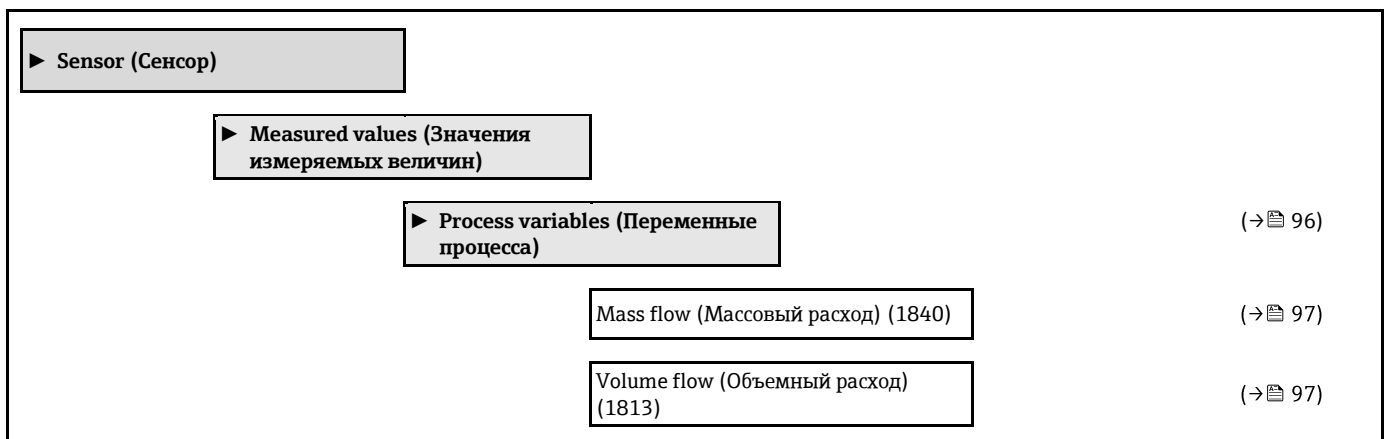 ► Sensor (Сенсор)
► Measured values (Значения
измеряемых величин)
► Process variables (Переменные
процесса)
(→ 96)
Mass flow (Массовый расход) (1840)
(→ 97)
Volume flow (Объемный расход)
(1813)
(→ 97)